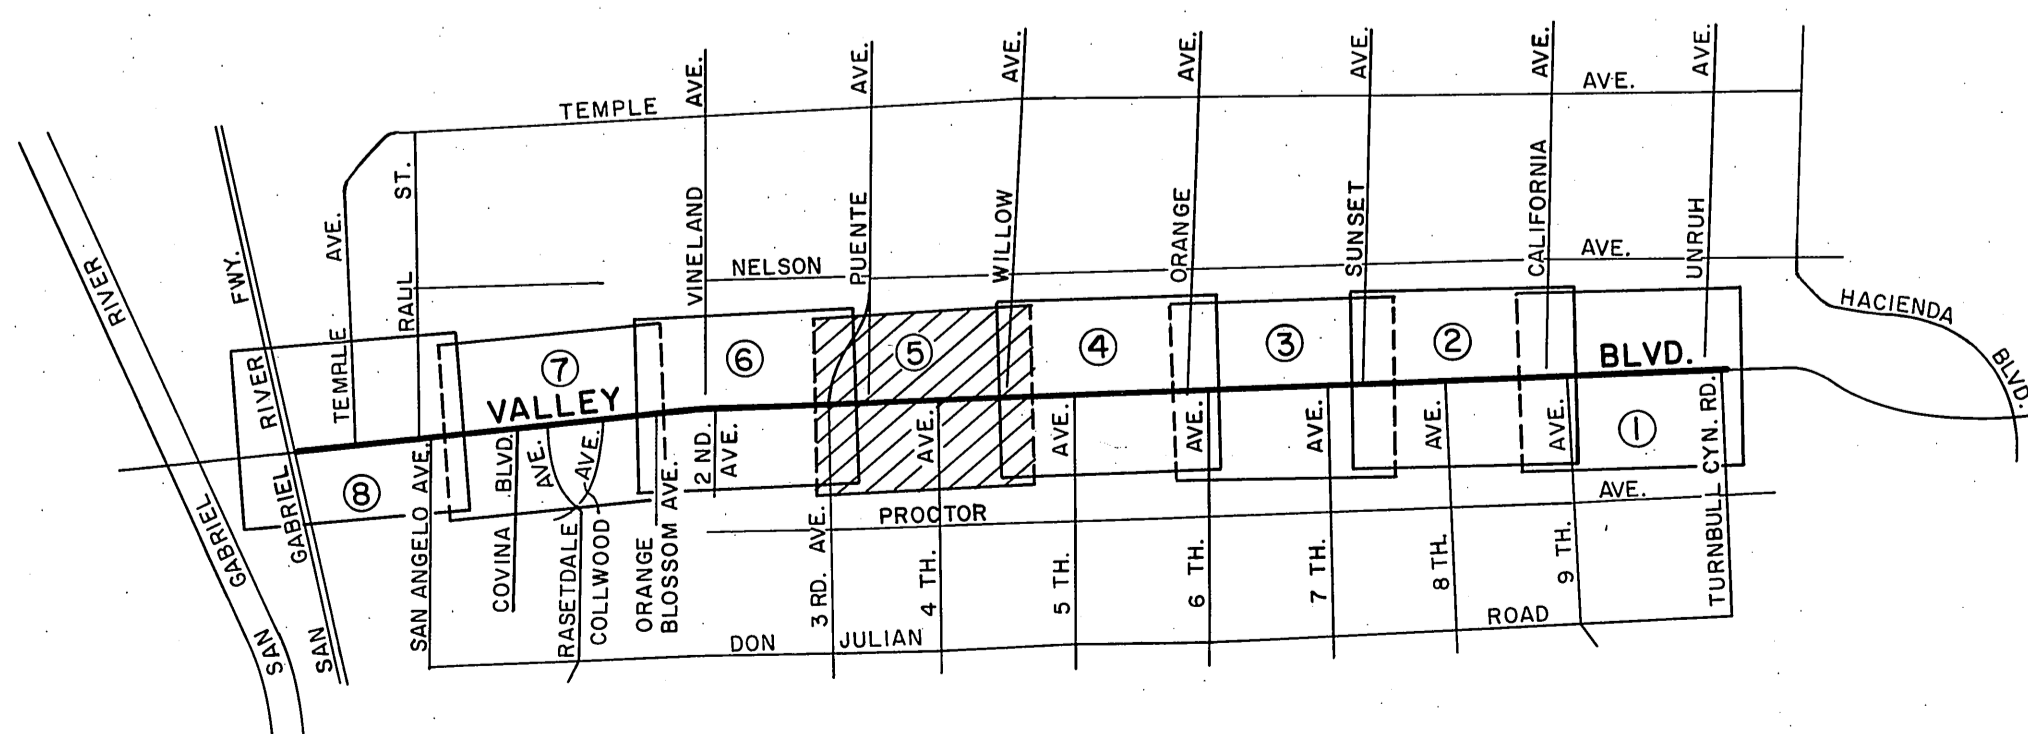 TEMPLE AVE.
VINELAND AVE.
PUENTE AVE.
WILLOW AVE.
ORANGE AVE.
SUNSET AVE.
CALIFORNIA AVE.
UNRUH AVE.
NELSON AVE.
HACIENDA BLVD.
SAN GABRIEL RIVER
SAN GABRIEL RIVER FWY.
TEMPLE AVE.
RAUL ST.
VALLEY BLVD.
8
7
6
5
4
3
2
1
SAN ANGELO AVE.
COVINA BLVD.
RASETDALE AVE.
COLLWOOD AVE.
ORANGE
BLOSSOM AVE.
2 ND. AVE.
3 RD. AVE.
4 TH. AVE.
5 TH. AVE.
6 TH. AVE.
7 TH. AVE.
8 TH. AVE.
9 TH. AVE.
TURNBULL CYN. RD.
PROCTOR AVE.
DON JULIAN ROAD